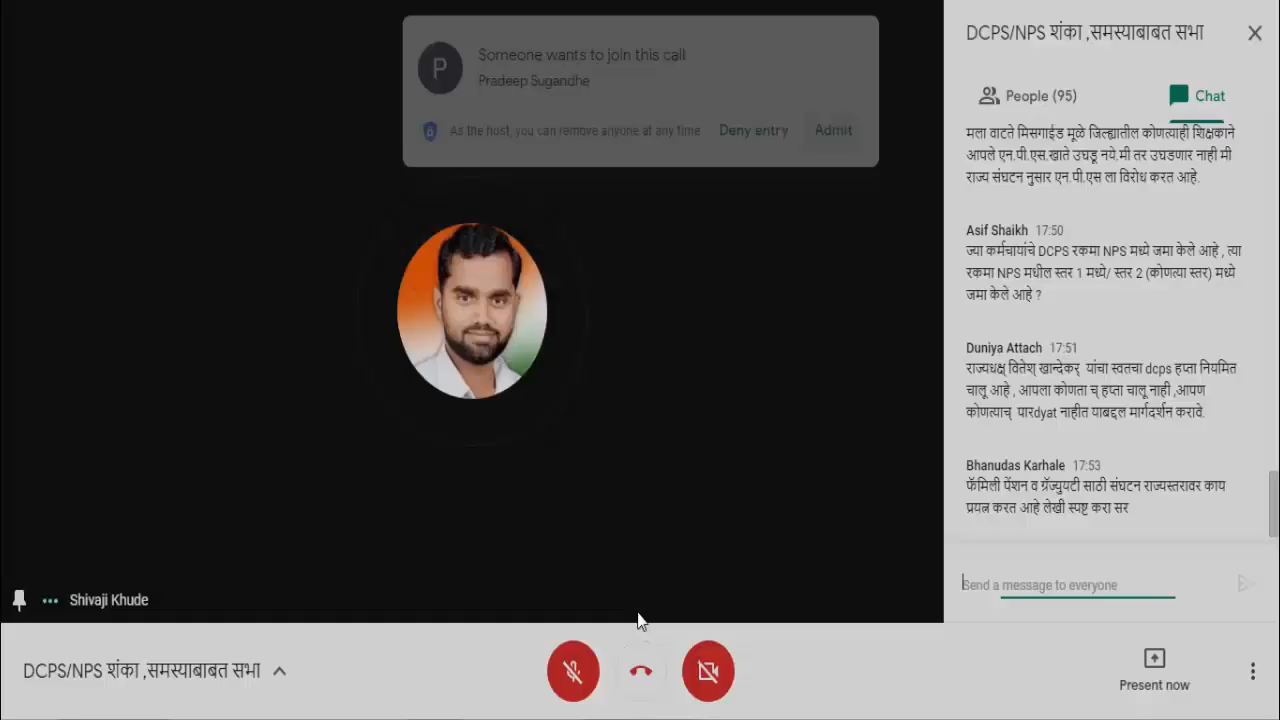 Someone wants to join this call
P
Pradeep Sugandhe
As the host, you can remove anyone at any time
Deny entry
Admit
DCPS/NPS शंका ,समस्याबाबत सभा
People (95)
Chat
मला वाटते मिसगाईड मूळे जिल्ह्यातील कोणत्याही शिक्षकाने
आपले एन.पी.एस.खाते उघडू नये.मी तर उघडणार नाही मी
राज्य संघटन नुसार एन.पी.एस ला विरोध करत आहे.
Asif Shaikh 17:50
ज्या कर्मचायांचे DCPS रकमा NPS मध्ये जमा केले आहे , त्या
रकमा NPS मधील स्तर 1 मध्ये/ स्तर 2 (कोणत्या स्तर) मध्ये
जमा केले आहे ?
Duniya Attach 17:51
राज्यधक्ष् वितेश् खान्देकर् यांचा स्वतचा dcps हप्ता नियमित
चालू आहे , आपला कोणता च् हप्ता चालू नाही ,आपण
कोणत्याच् पारdyat नाहीत याबद्दल मार्गदर्शन करावे.
Bhanudas Karhale 17:53
फॅमिली पेंशन व ग्रॅज्युयटी साठी संघटन राज्यस्तरावर काय
प्रयत्न करत आहे लेखी स्पष्ट करा सर
Send a message to everyone
Shivaji Khude
DCPS/NPS शंका ,समस्याबाबत सभा
Present now